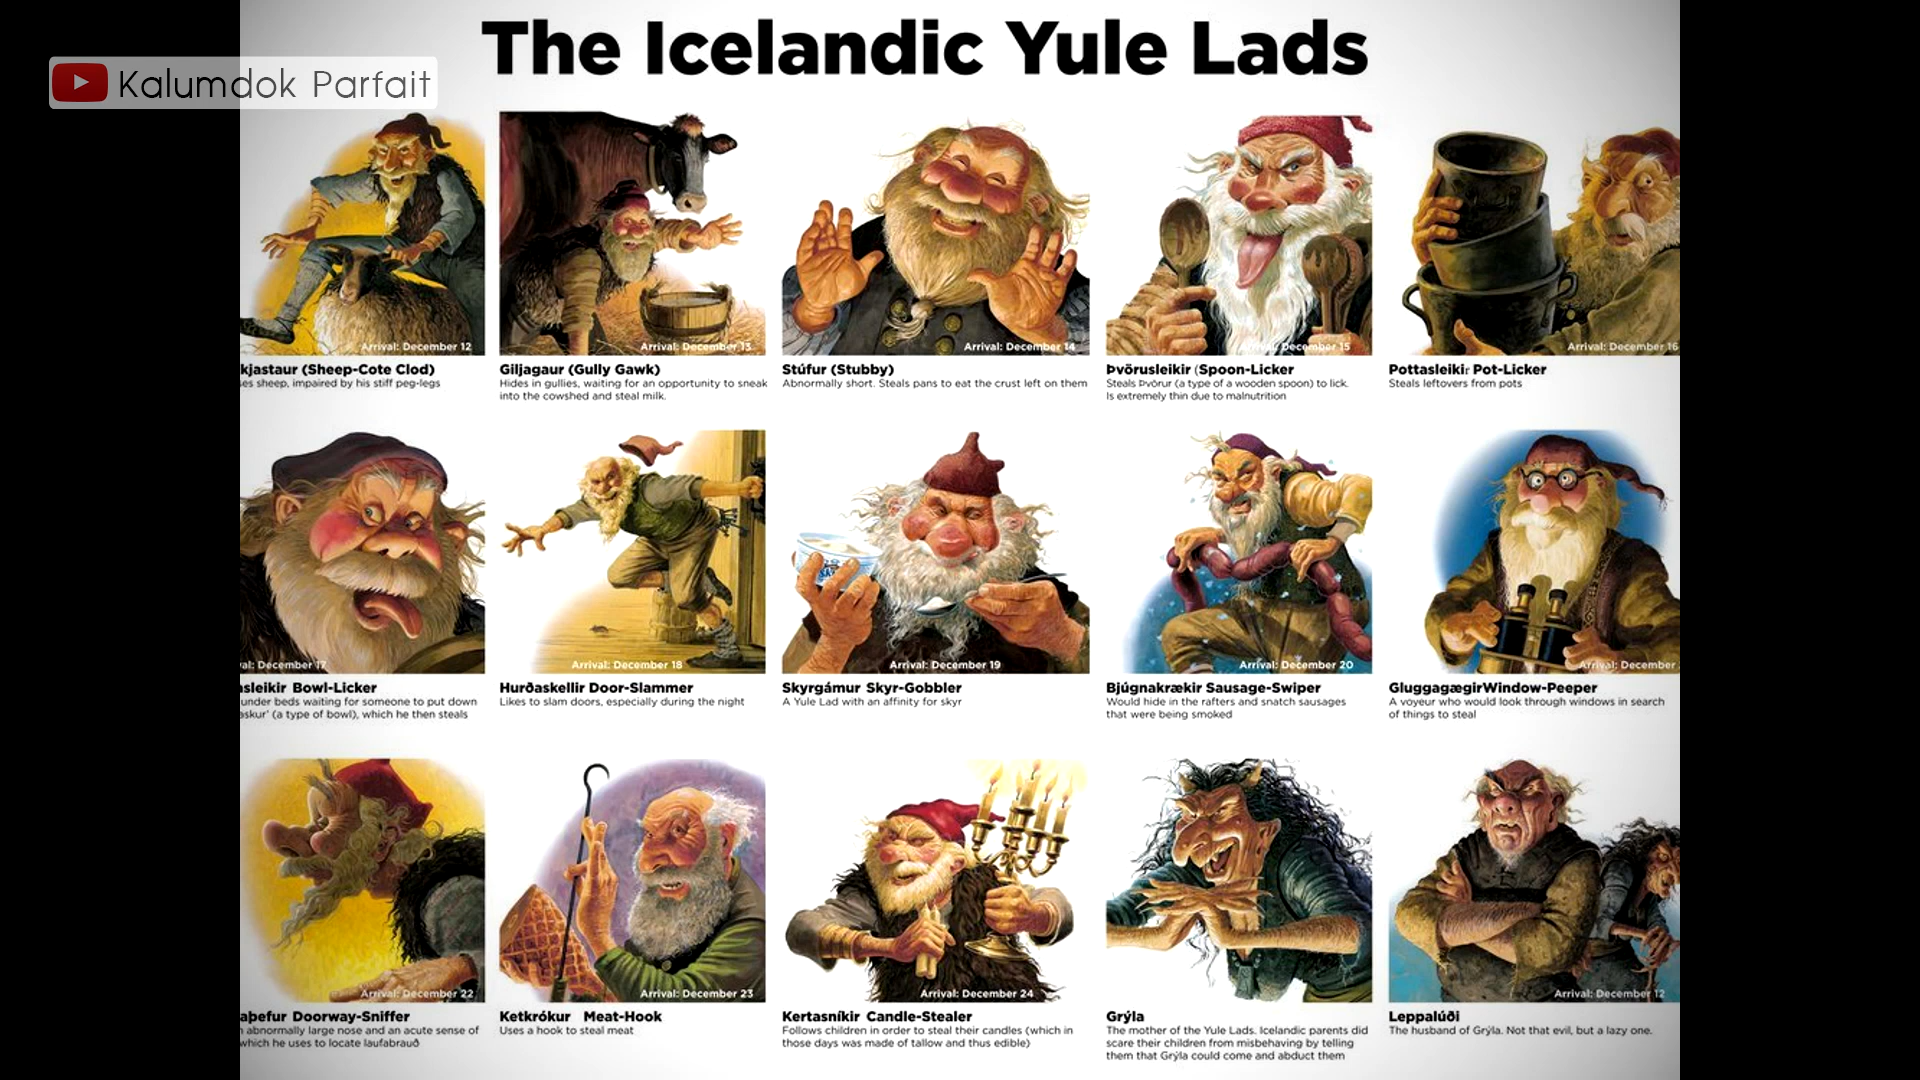 The Icelandic Yule Lads
Kalumdok Parfait
Arrival: December 12
Arrival: December 13
Arrival: December 14
Arrival: December 15
Arrival: December 16
kjastaur (Sheep-Cote Clod)
ses sheep, impaired by his stiff peg-legs
Giljagaur (Gully Gawk)
Hides in gullies, waiting for an opportunity to sneak
into the cowshed and steal milk.
Stúfur (Stubby)
Abnormally short. Steals pans to eat the crust left on them
Þvörusleikir (Spoon-Licker
Steals Þvörur (a type of a wooden spoon) to lick.
Is extremely thin due to malnutrition
Pottasleikir Pot-Licker
Steals leftovers from pots
val: December 17
Arrival: December 18
Arrival: December 19
Arrival: December 20
Arrival: December
asleikir Bowl-Licker
under beds waiting for someone to put down
askur' (a type of bowl), which he then steals
Hurðaskellir Door-Slammer
Likes to slam doors, especially during the night
Skyrgámur Skyr-Gobbler
A Yule Lad with an affinity for skyr
Bjúgnakrækir Sausage-Swiper
Would hide in the rafters and snatch sausages
that were being smoked
GluggagægirWindow-Peeper
A voyeur who would look through windows in search
of things to steal
Arrival: December 22
Arrival: December 23
Arrival: December 24
Arrival: December 12
aþefur Doorway-Sniffer
n abnormally large nose and an acute sense of
which he uses to locate laufabrauð
Ketkrókur Meat-Hook
Uses a hook to steal meat
Kertasníkir Candle-Stealer
Follows children in order to steal their candles (which in
those days was made of tallow and thus edible)
Grýla
The mother of the Yule Lads. Icelandic parents did
scare their children from misbehaving by telling
them that Grýla could come and abduct them
Leppalúði
The husband of Grýla. Not that evil, but a lazy one.